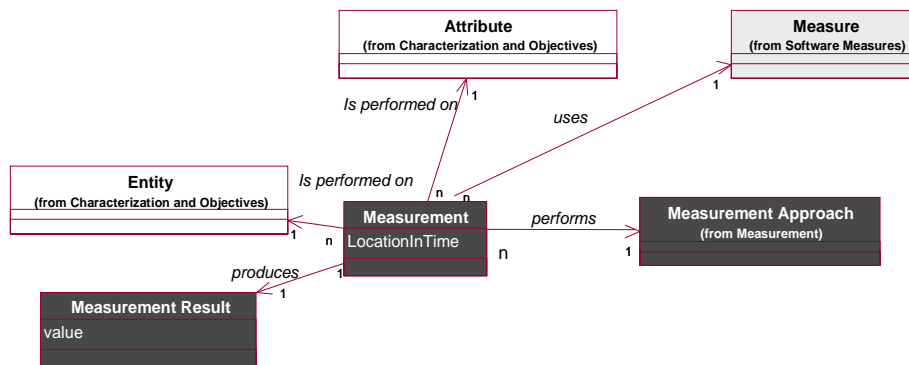 Attribute
(from Characterization and Objectives)
Measure
(from Software Measures)
1
Is performed on
1
uses
Entity
(from Characterization and Objectives)
Is performed on
n
n
Measurement
LocationInTime
performs
Measurement Approach
(from Measurement)
1
n
n
1
produces
1
1
Measurement Result
value